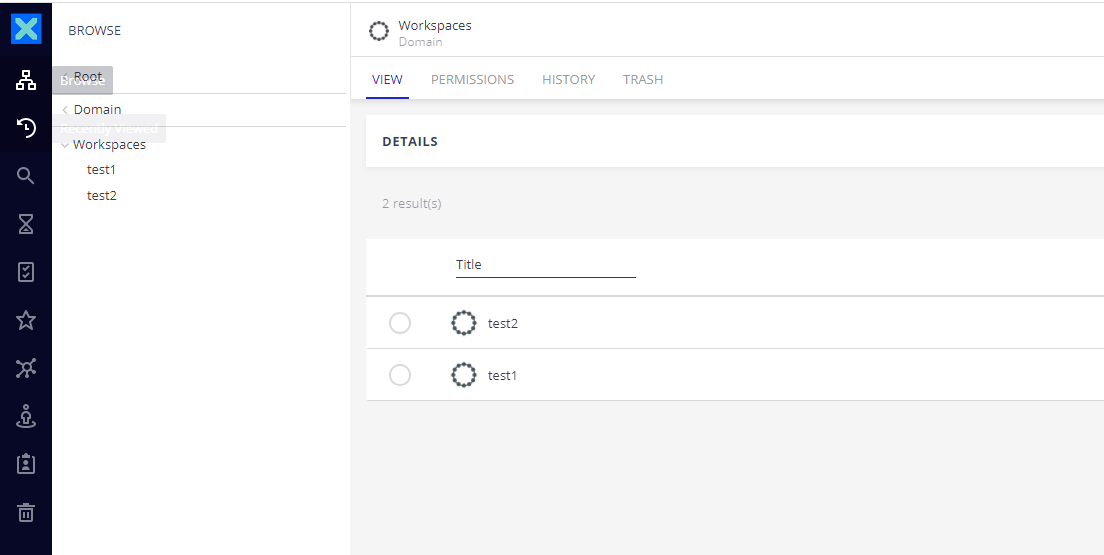 BROWSE
Root
Browse
Domain
Recently Viewed
Workspaces
test1
test2
Workspaces
Domain
VIEW
PERMISSIONS
HISTORY
TRASH
DETAILS
2 result(s)
Title
test2
test1